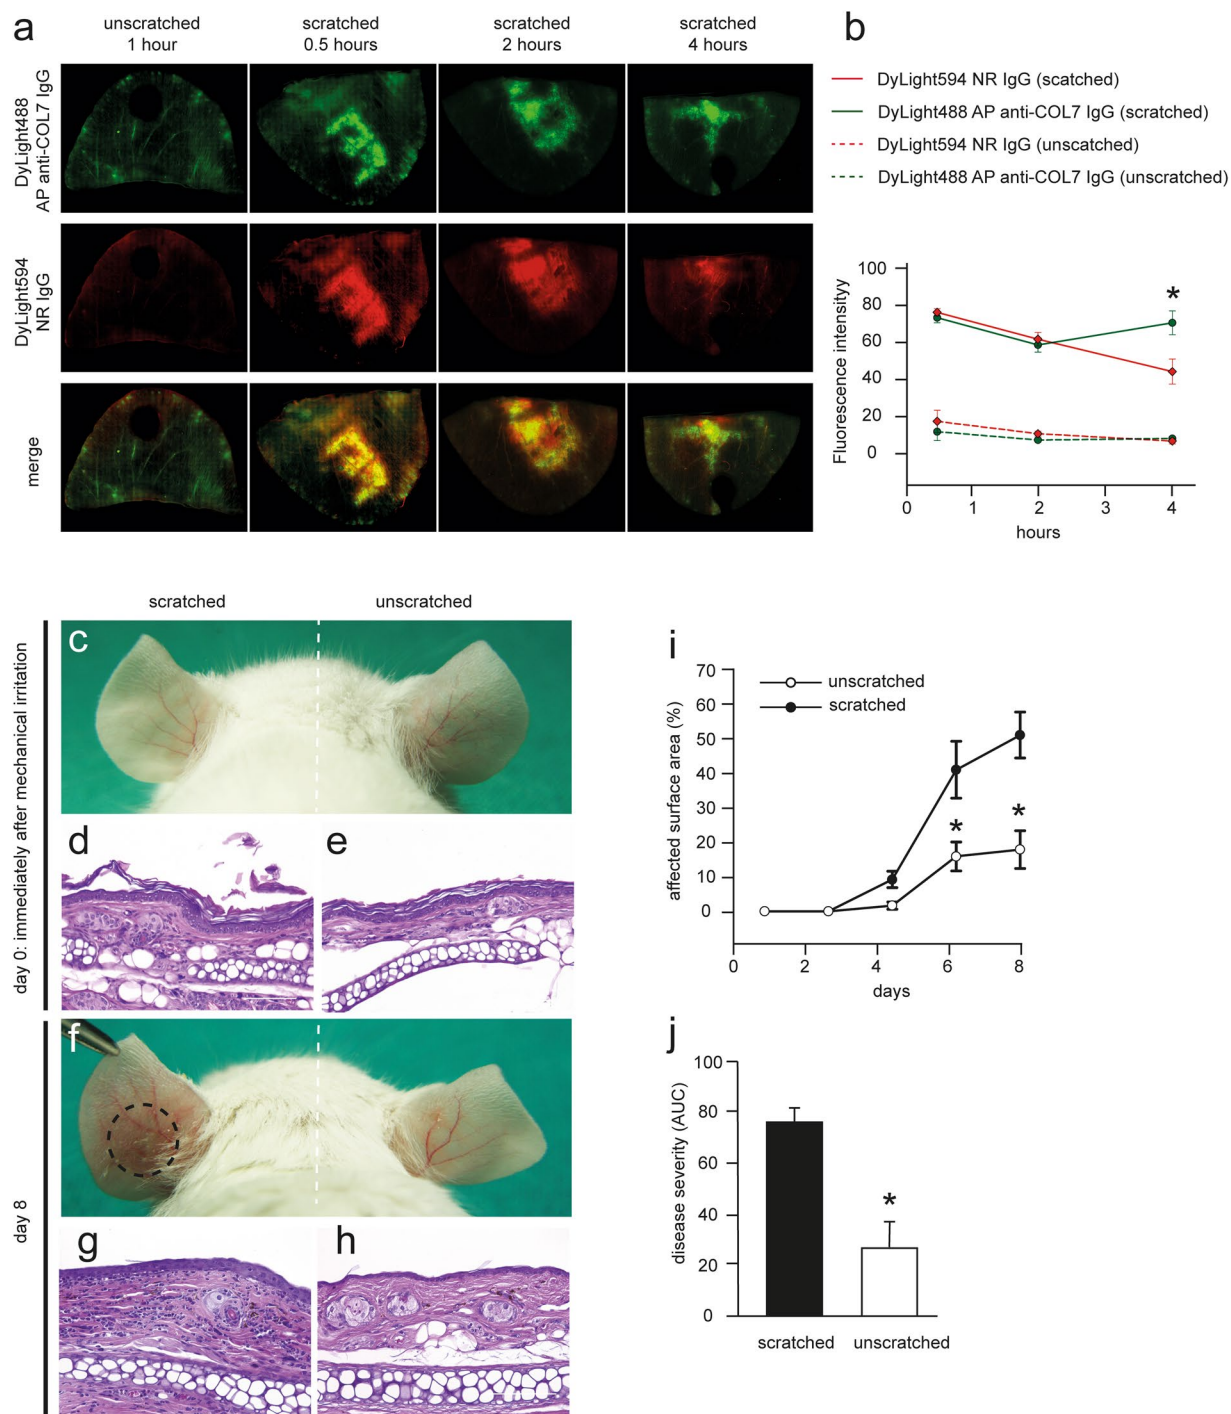 a
unscratched
1 hour
scratched
0.5 hours
scratched
2 hours
scratched
4 hours
DyLight488
AP anti-COL7 IgG
DyLight594
NR IgG
merge
b
DyLight594 NR IgG (scatched)
DyLight488 AP anti-COL7 IgG (scratched)
DyLight594 NR IgG (unscatched)
DyLight488 AP anti-COL7 IgG (unscratched)
Fluorescence intensityy
100
80
60
40
20
0
*
0 1 2 3 4
hours
scratched
unscratched
day 0: immediately after mechanical irritation
c
d
e
day 8
f
g
h
i
affected surface area (%)
70
60
50
40
30
20
10
0
unscratched
scratched
*
*
0 2 4 6 8
days
j
disease severity (AUC)
100
80
60
40
20
0
*
scratched unscratched